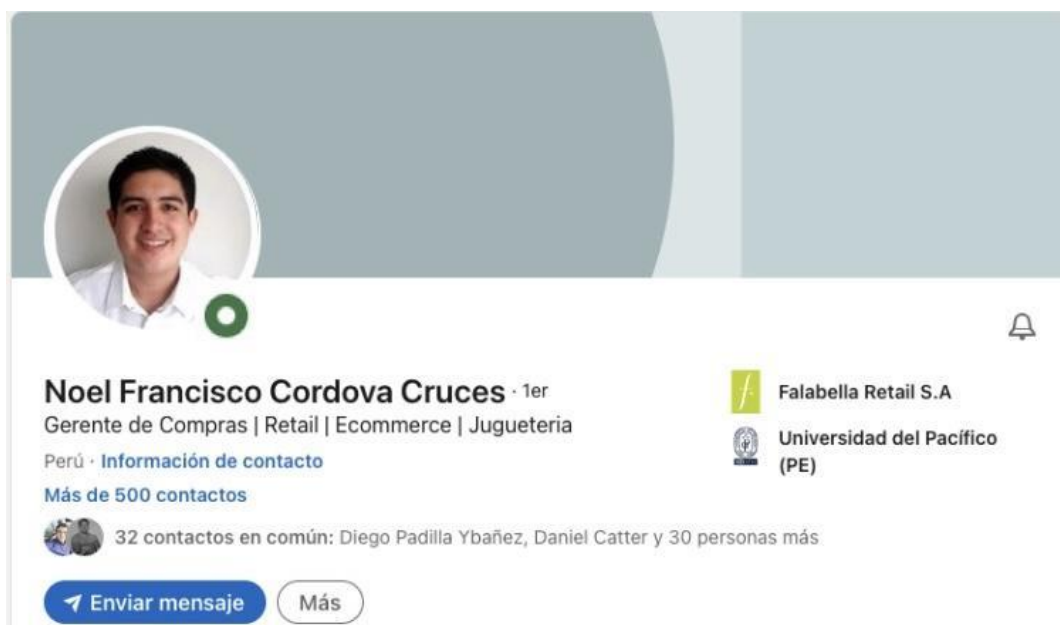 Noel Francisco Cordova Cruces · 1er
Gerente de Compras | Retail | Ecommerce | Jugueteria
Perú · Información de contacto
Más de 500 contactos
32 contactos en común: Diego Padilla Ybañez, Daniel Catter y 30 personas más
Enviar mensaje
Más
f.
Falabella Retail S.A
Universidad del Pacífico
(PE)